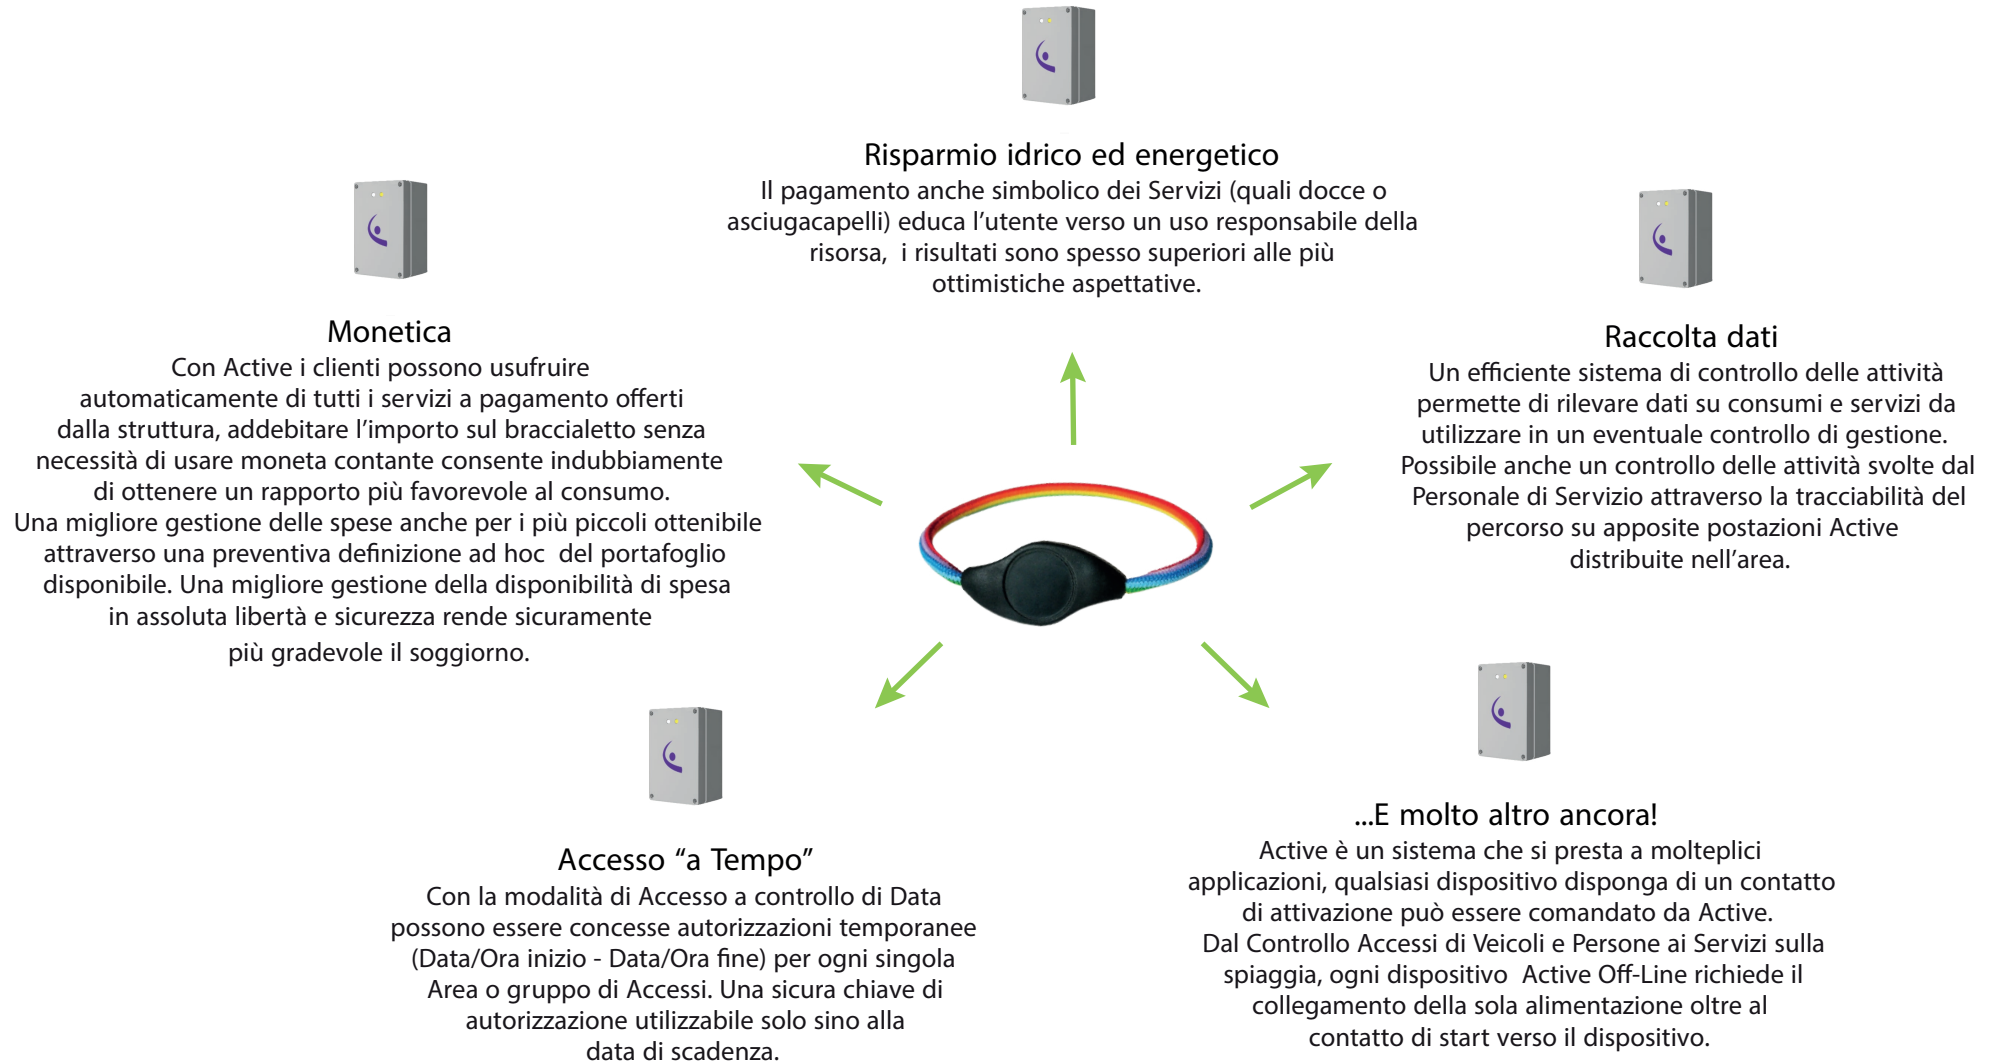 Risparmio idrico ed energetico
Il pagamento anche simbolico dei Servizi (quali docce o
asciugacapelli) educa l’utente verso un uso responsabile della
risorsa,  i risultati sono spesso superiori alle più
ottimistiche aspettative.
Monetica
Con Active i clienti possono usufruire
automaticamente di tutti i servizi a pagamento offerti
dalla struttura, addebitare l’importo sul braccialetto senza
necessità di usare moneta contante consente indubbiamente
di ottenere un rapporto più favorevole al consumo.
Una migliore gestione delle spese anche per i più piccoli ottenibile
attraverso una preventiva definizione ad hoc  del portafoglio
disponibile. Una migliore gestione della disponibilità di spesa
in assoluta libertà e sicurezza rende sicuramente
più gradevole il soggiorno.
Raccolta dati
Un efficiente sistema di controllo delle attività
permette di rilevare dati su consumi e servizi da
utilizzare in un eventuale controllo di gestione.
Possibile anche un controllo delle attività svolte dal
Personale di Servizio attraverso la tracciabilità del
percorso su apposite postazioni Active
distribuite nell’area.
Accesso “a Tempo”
Con la modalità di Accesso a controllo di Data
possono essere concesse autorizzazioni temporanee
(Data/Ora inizio - Data/Ora fine) per ogni singola
Area o gruppo di Accessi. Una sicura chiave di
autorizzazione utilizzabile solo sino alla
data di scadenza.
...E molto altro ancora!
Active è un sistema che si presta a molteplici
applicazioni, qualsiasi dispositivo disponga di un contatto
di attivazione può essere comandato da Active.
Dal Controllo Accessi di Veicoli e Persone ai Servizi sulla
spiaggia, ogni dispositivo  Active Off-Line richiede il
collegamento della sola alimentazione oltre al
contatto di start verso il dispositivo.